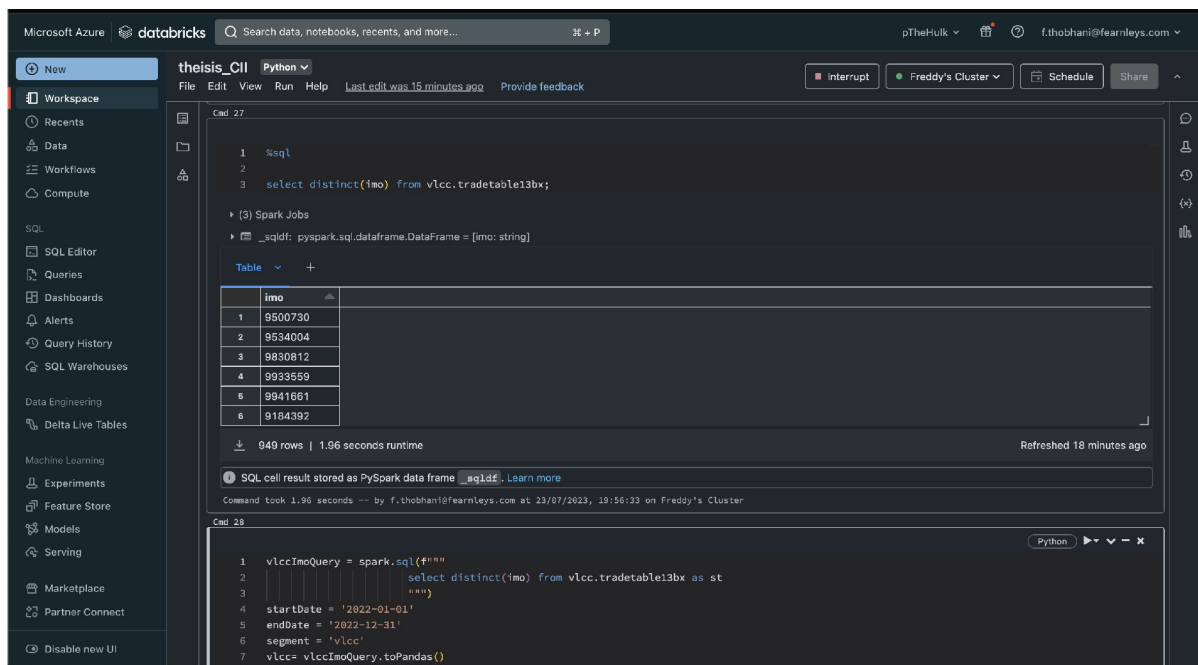 Microsoft Azure databricks Search data, notebooks, recents, and more... ⌘ + P pTheHulk f.thobhani@fearnleys.com
New
Workspace
Recents
Data
Workflows
Compute
SQL
SQL Editor
Queries
Dashboards
Alerts
Query History
SQL Warehouses
Data Engineering
Delta Live Tables
Machine Learning
Experiments
Feature Store
Models
Serving
Marketplace
Partner Connect
Disable new UI
theisis_CII Python
Interrupt Freddy's Cluster Schedule Share
File Edit View Run Help Last edit was 15 minutes ago Provide feedback
Cmd 27
1 %sql
2
3 select distinct(imo) from vlcc.tradetable13bx;
(3) Spark Jobs
_sqldf: pyspark.sql.dataframe.DataFrame = [imo: string]
Table +
imo
1 9500730
2 9534004
3 9830812
4 9933559
5 9941661
6 9184392
949 rows | 1.96 seconds runtime Refreshed 18 minutes ago
SQL cell result stored as PySpark data frame _sqldf. Learn more
Command took 1.96 seconds -- by f.thobhani@fearnleys.com at 23/07/2023, 19:56:33 on Freddy's Cluster
Cmd 28
Python
1 vlccImoQuery = spark.sql(f"""
2 select distinct(imo) from vlcc.tradetable13bx as st
3 """)
4 startDate = '2022-01-01'
5 endDate = '2022-12-31'
6 segment = 'vlcc'
7 vlcc= vlccImoQuery.toPandas()